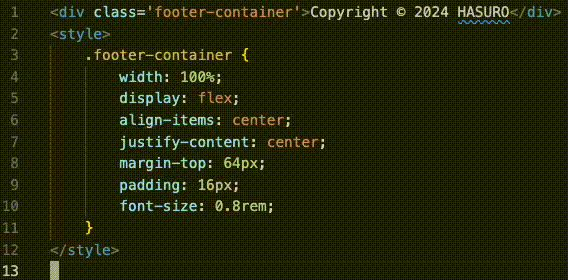 1 <div class='footer-container'>Copyright © 2024 HASURO</div>
2 <style>
3 .footer-container {
4 width: 100%;
5 display: flex;
6 align-items: center;
7 justify-content: center;
8 margin-top: 64px;
9 padding: 16px;
10 font-size: 0.8rem;
11 }
12 </style>
13